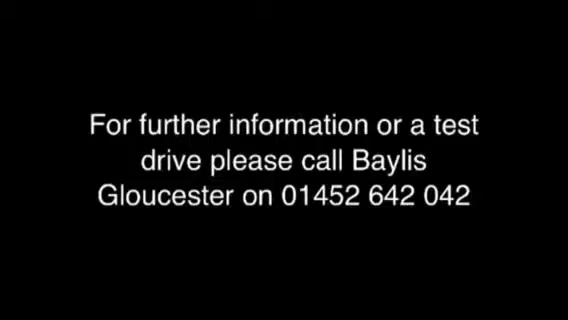 For further information or a test
drive please call Baylis
Gloucester on 01452 642 042